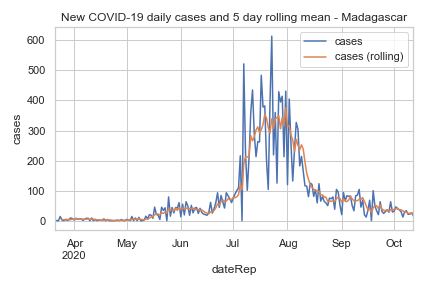 New COVID-19 daily cases and 5 day rolling mean - Madagascar
cases
cases (rolling)
600
500
400
300
200
100
0
cases
Apr
2020
May
Jun
Jul
Aug
Sep
Oct
dateRep